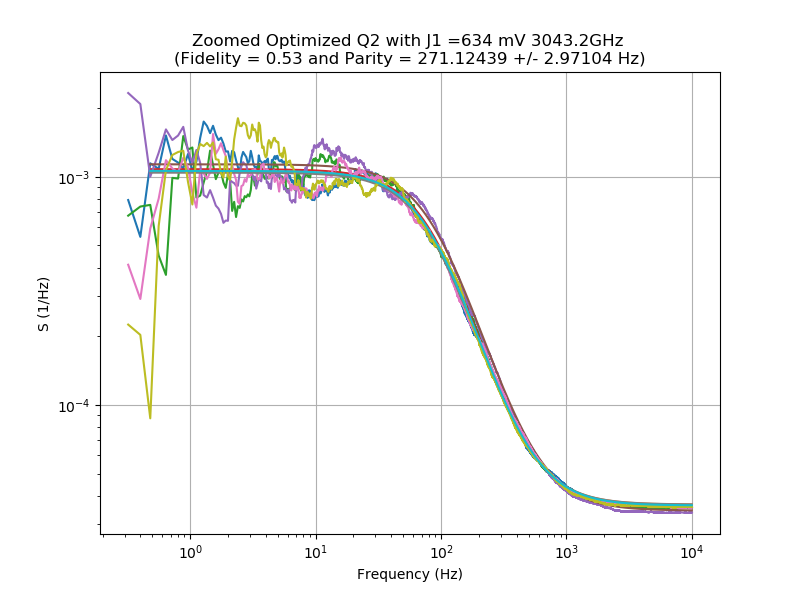 Zoomed Optimized Q2 with J1 =634 mV 3043.2GHz
(Fidelity = 0.53 and Parity = 271.12439 +/- 2.97104 Hz)
10⁻³
10⁻⁴
S (1/Hz)
10⁰ 10¹ 10² 10³ 10⁴
Frequency (Hz)